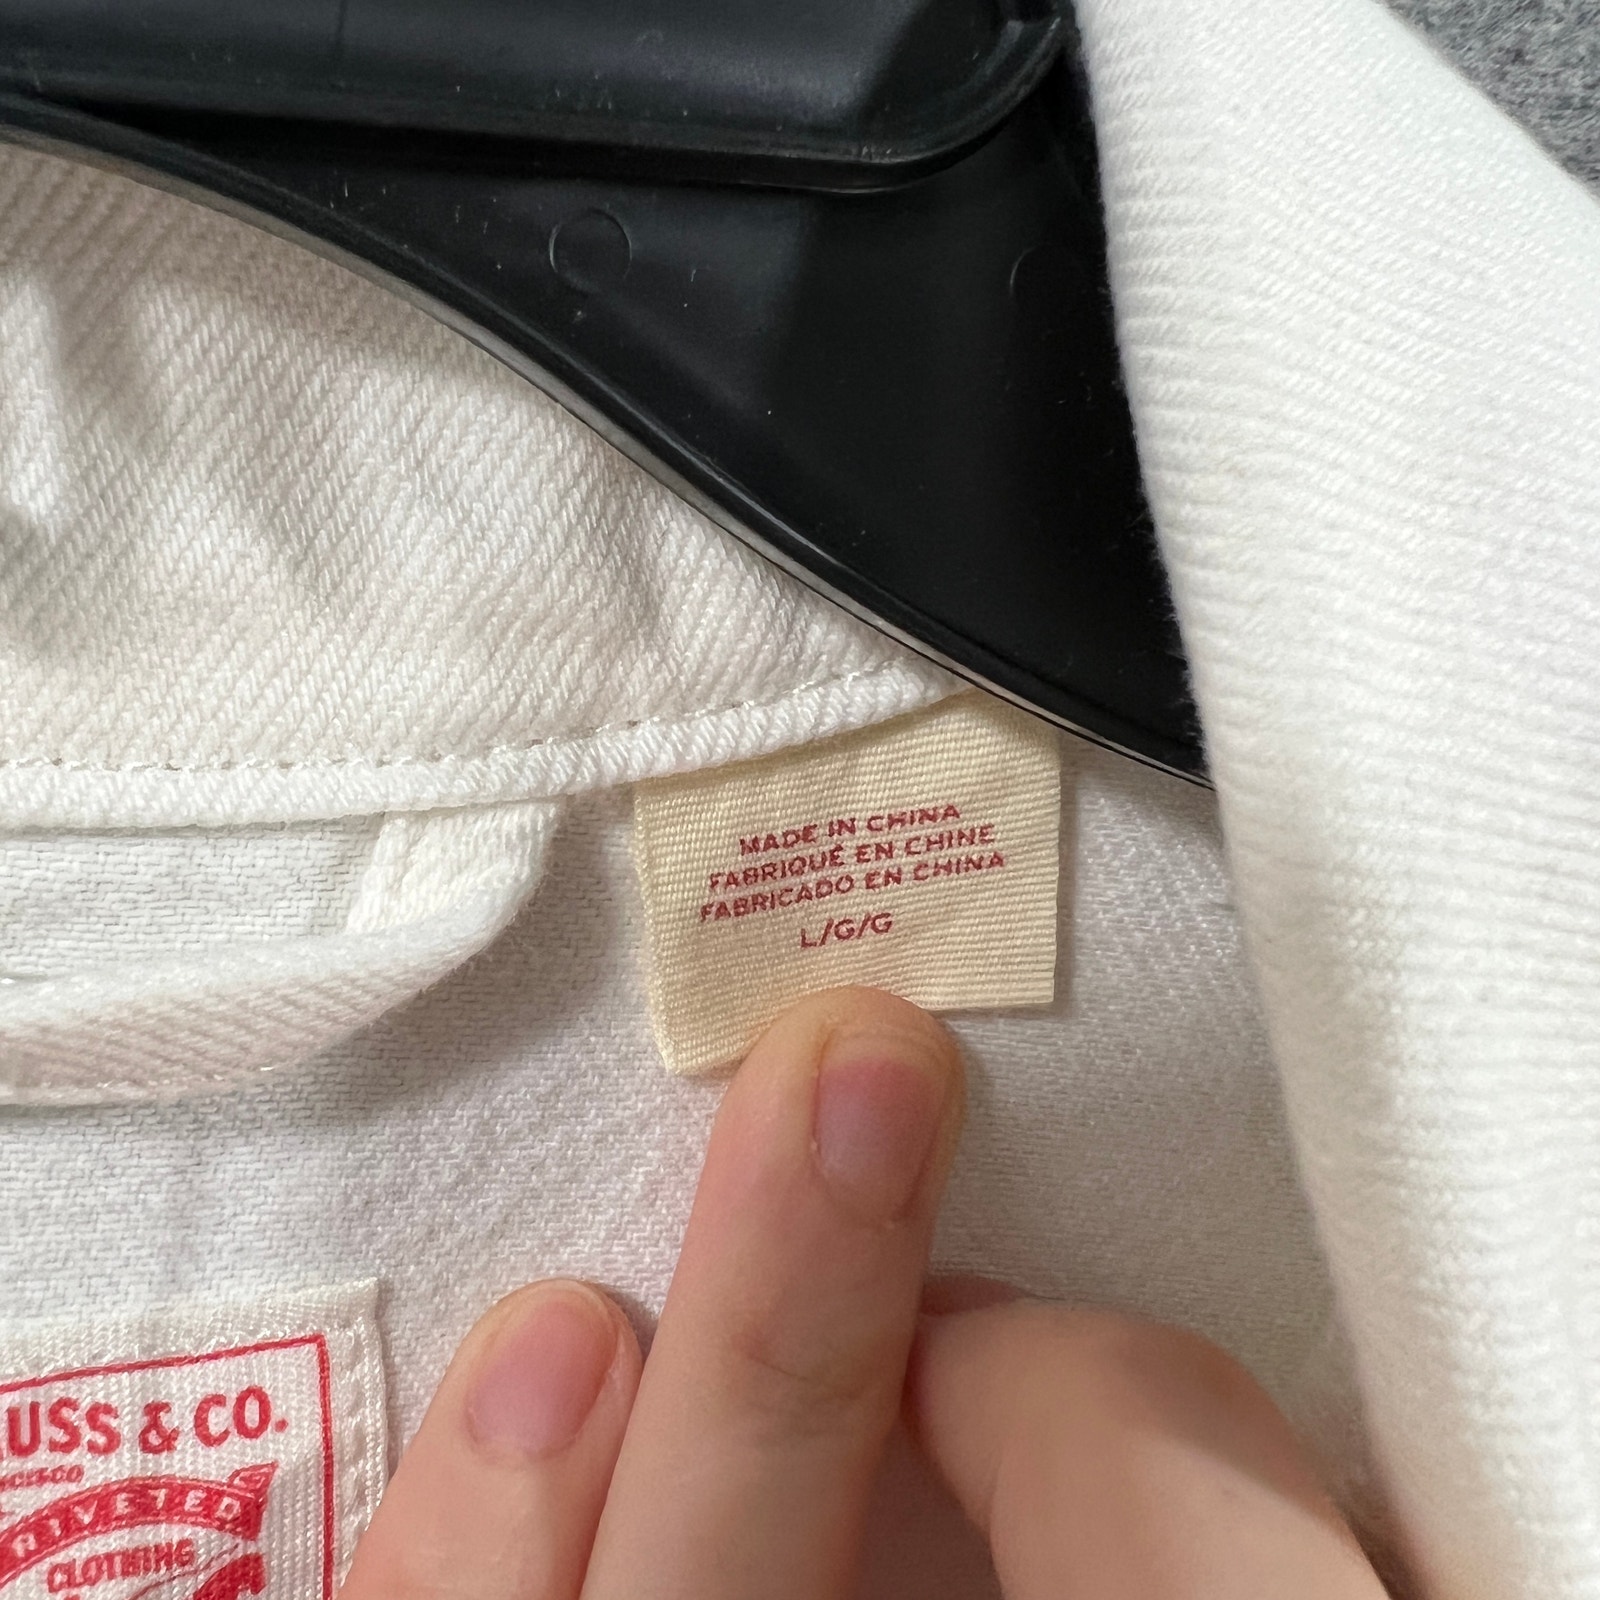 MADE IN CHINA
FABRIQUÉ EN CHINE
FABRICADO EN CHINA
L/G/G
USS & CO.
RIVETED
CLOTHING